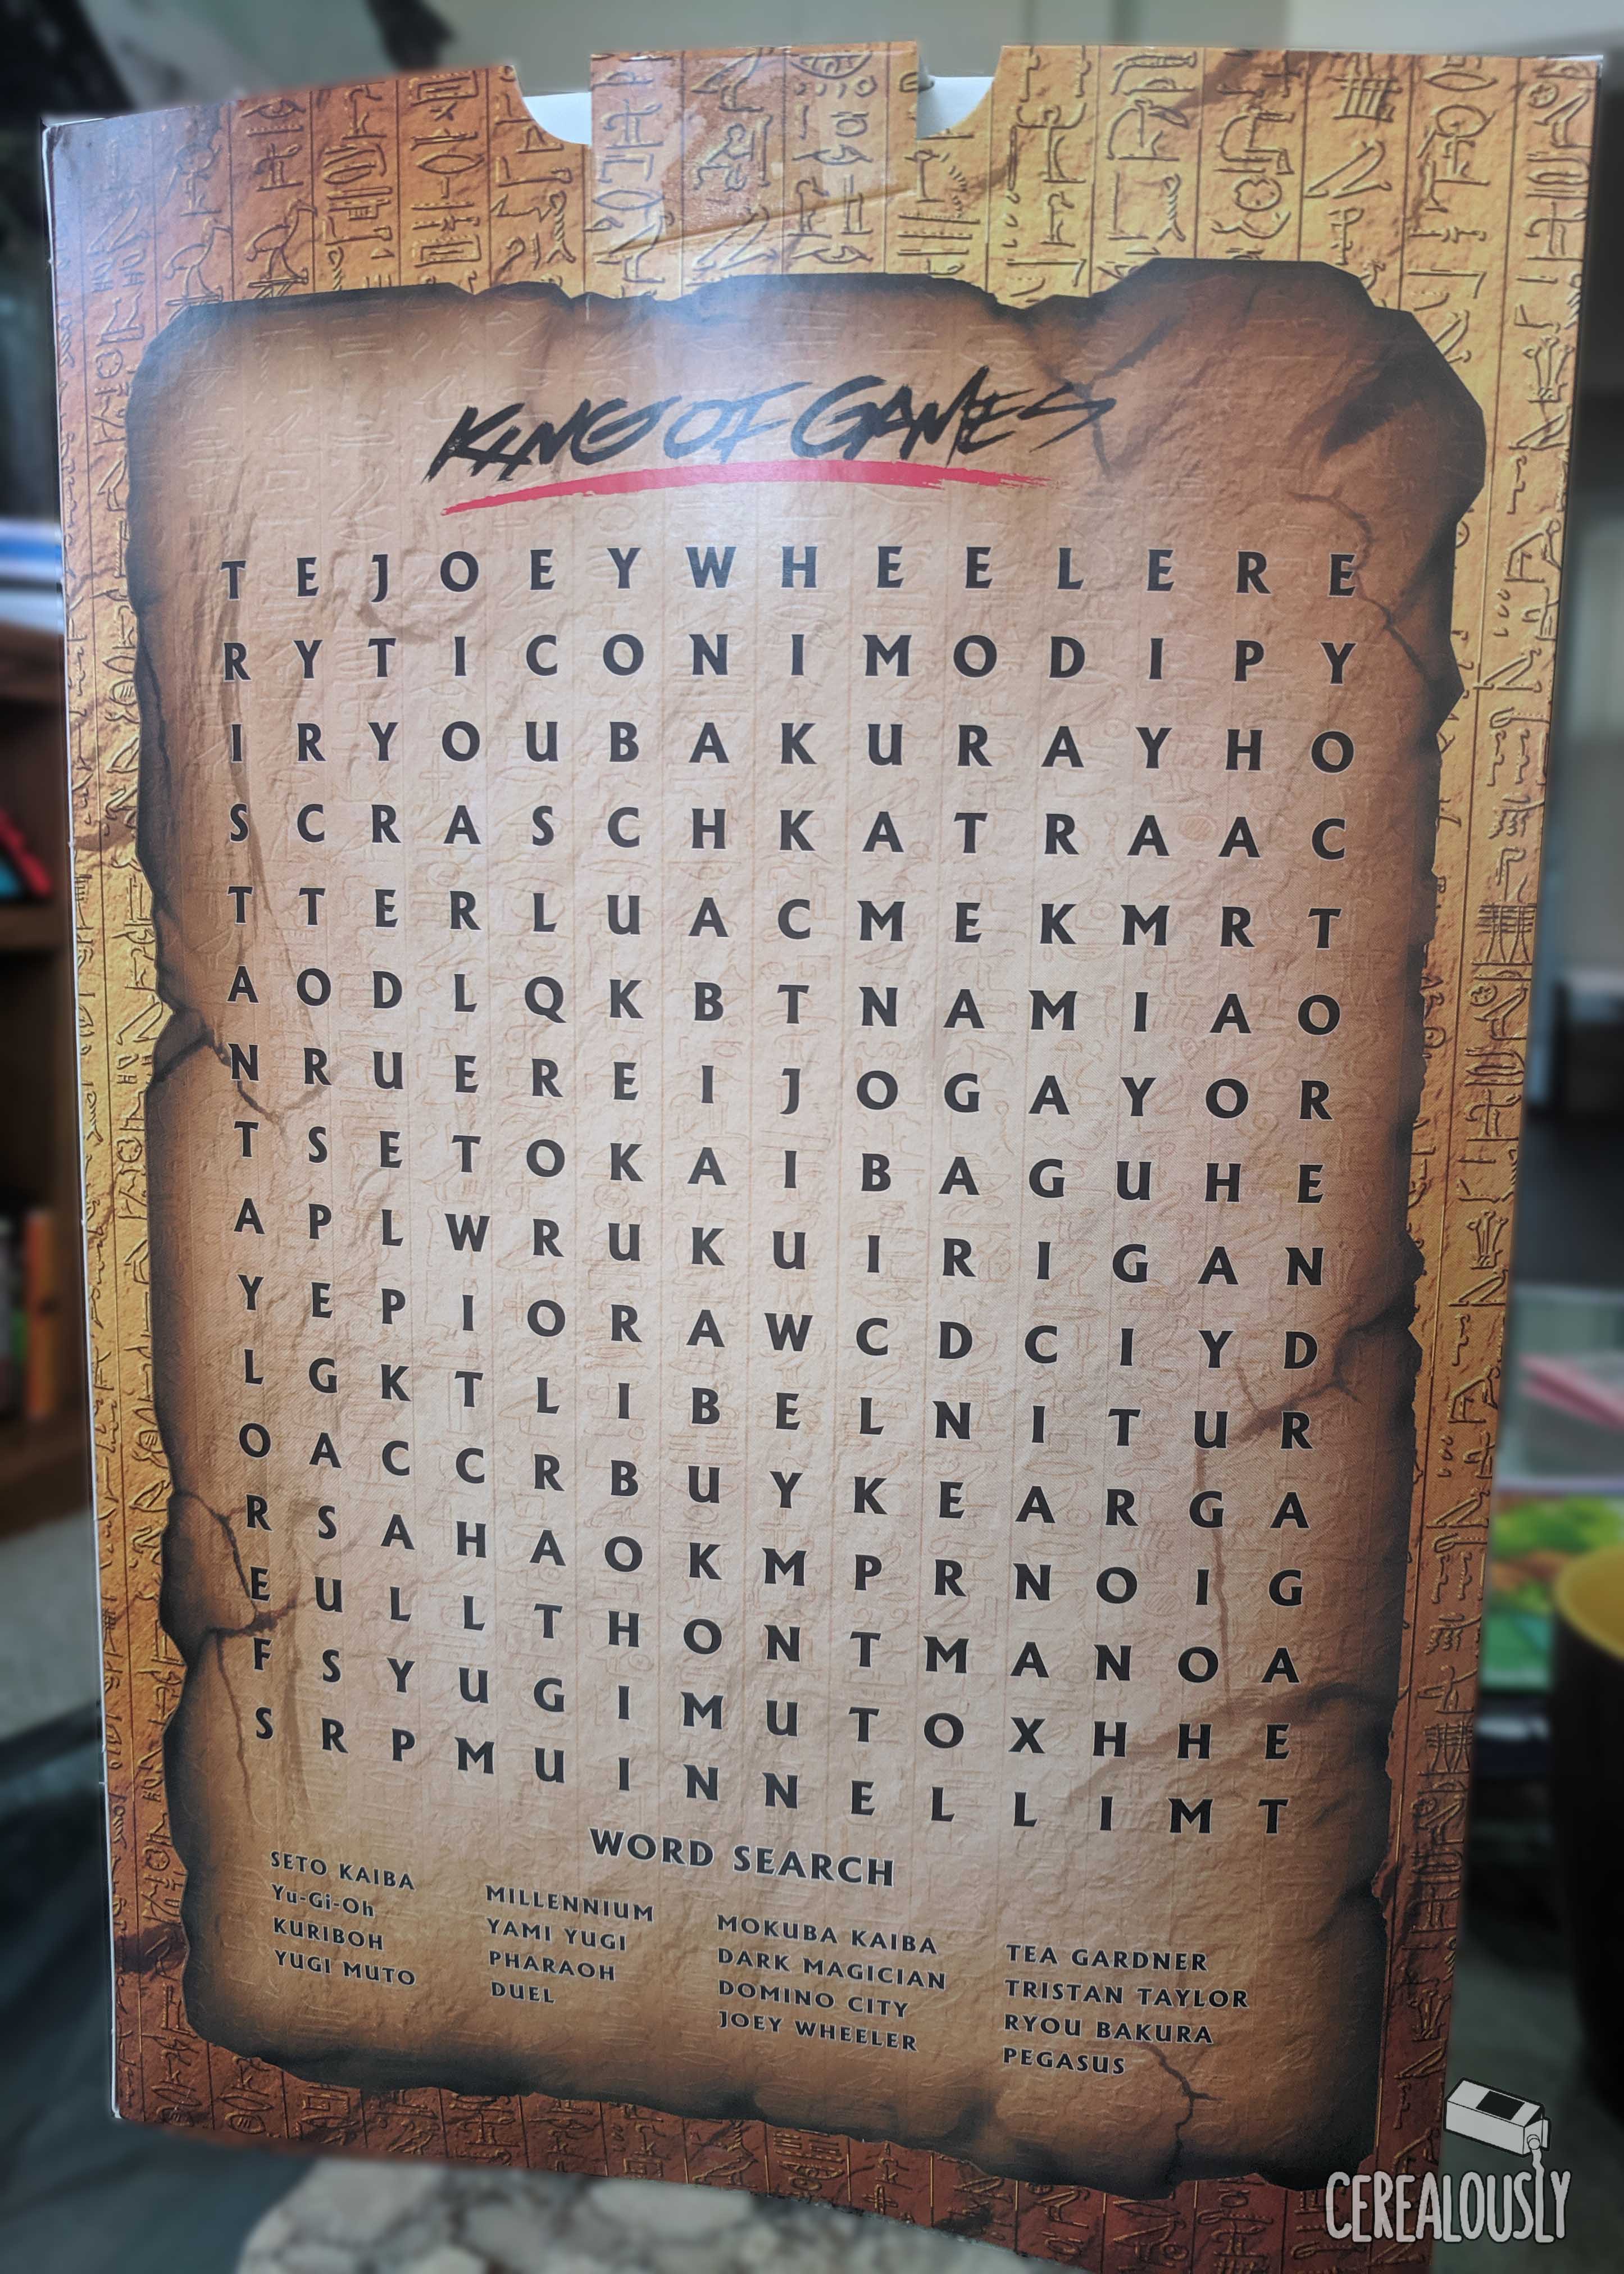 KING OF GAMES
T E J O E Y W H E E L E R E
R Y T I C O N I M O D I P Y
I R Y O U B A K U R A Y H O
S C R A S C H K A T R A A C
T T E R L U A C M E K M R T
A O D L Q K B T N A M I A O
N R U E R E I J O G A Y O R
T S E T O K A I B A G U H E
A P L W R U K U I R I G A N
Y E P I O R A W C D C I Y D
L G K T L I B E L N I T U R
O A C C R B U Y K E A R G A
R S A H A O K M P R N O I G
E U L L T H O N T M A N O A
F S Y U G I M U T O X H H E
S R P M U I N N E L L I M T
WORD SEARCH
SETO KAIBA
Yu-Gi-Oh
KURIBOH
YUGI MUTO
MILLENNIUM
YAMI YUGI
PHARAOH
DUEL
MOKUBA KAIBA
DARK MAGICIAN
DOMINO CITY
JOEY WHEELER
TEA GARDNER
TRISTAN TAYLOR
RYOU BAKURA
PEGASUS
CEREALOUSLY